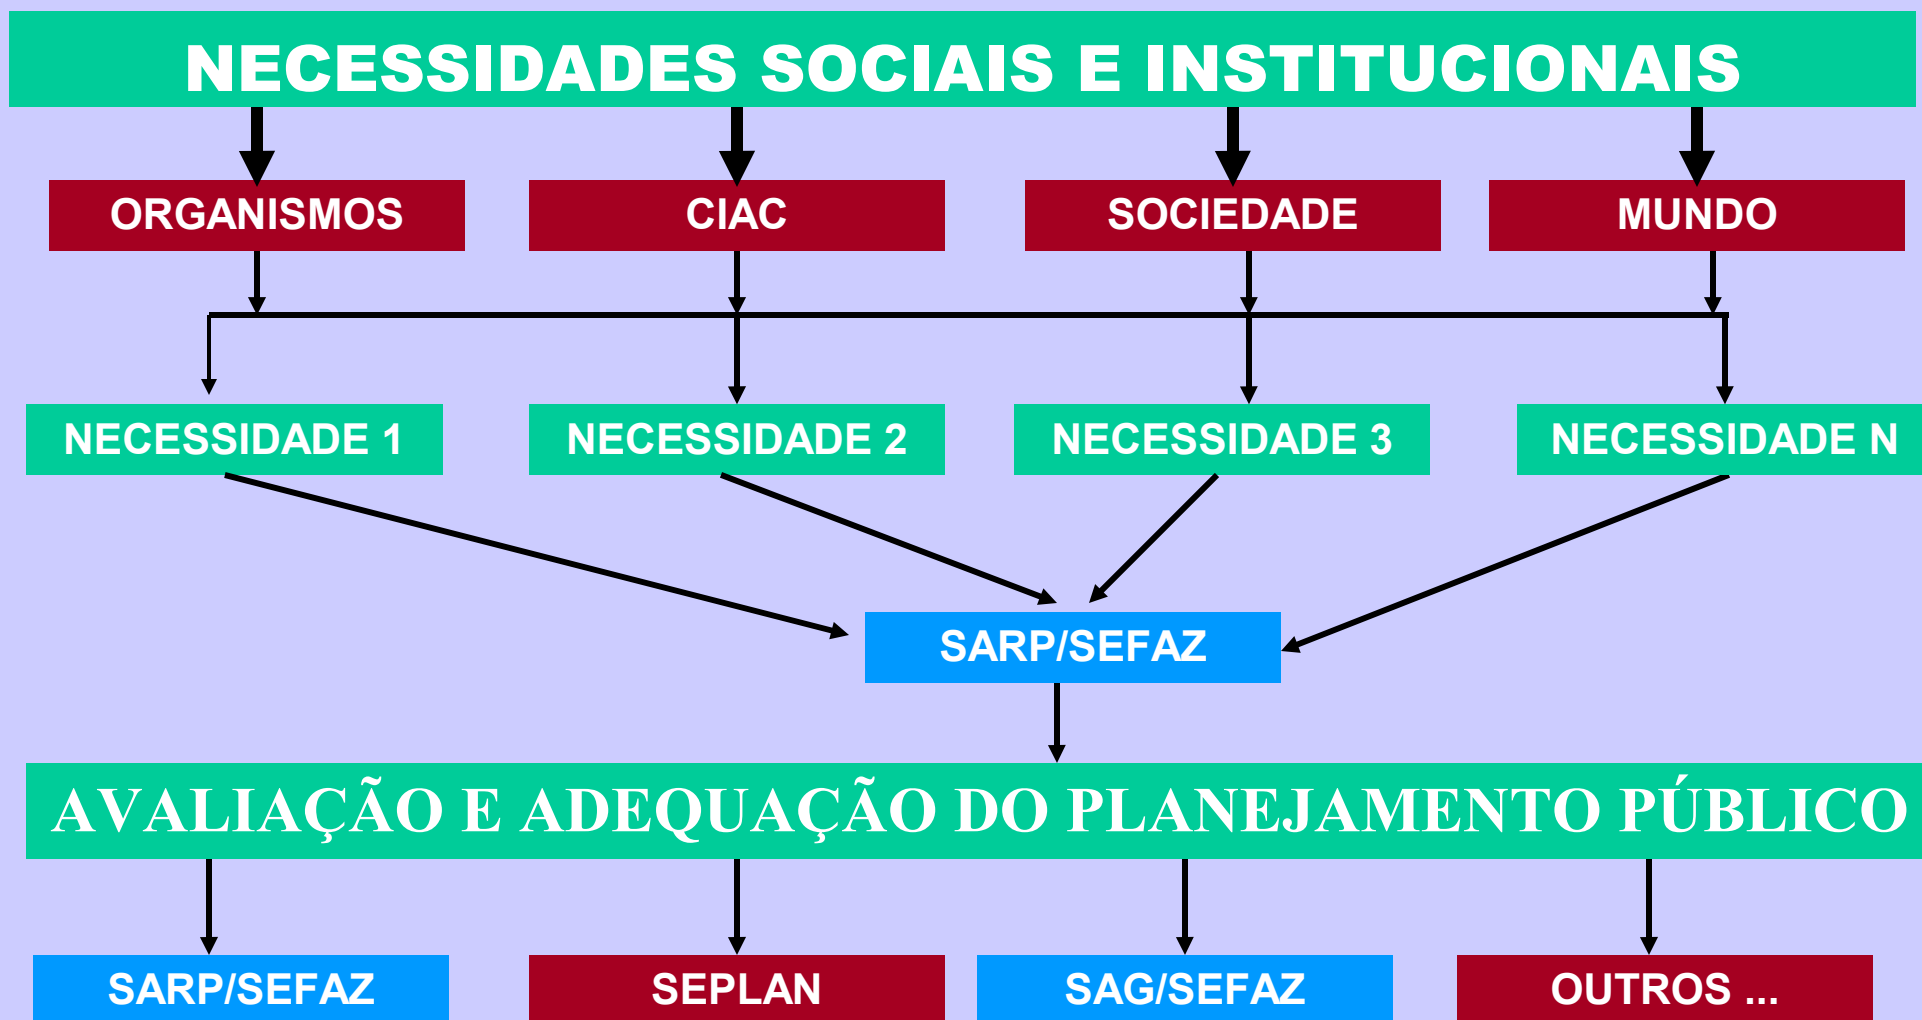 NECESSIDADES SOCIAIS E INSTITUCIONAIS
ORGANISMOS
CIAC
SOCIEDADE
MUNDO
NECESSIDADE 1
NECESSIDADE 2
NECESSIDADE 3
NECESSIDADE N
SARP/SEFAZ
AVALIAÇÃO E ADEQUAÇÃO DO PLANEJAMENTO PÚBLICO
SARP/SEFAZ
SEPLAN
SAG/SEFAZ
OUTROS ...